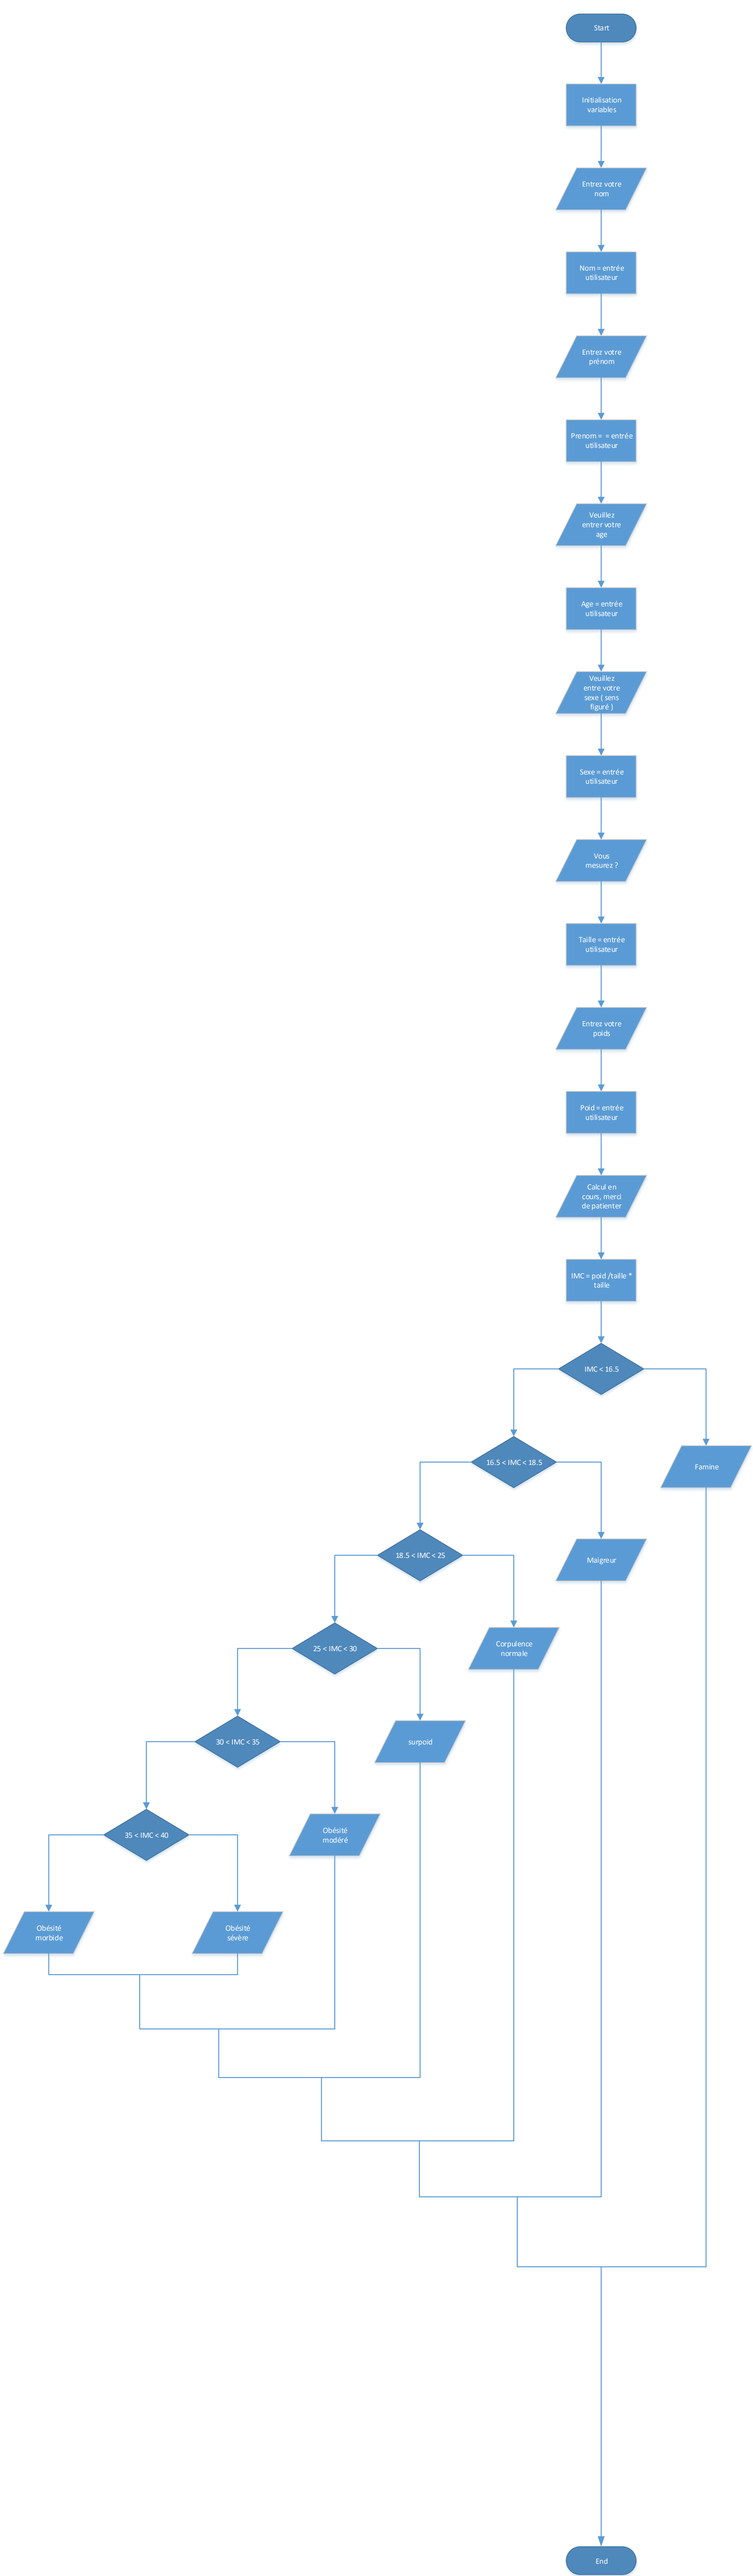 Start
Initialisation
variables
Entrez votre
nom
Nom = entrée
utilisateur
Entrez votre
prénom
Prenom =  = entrée
utilisateur
Veuillez
entrer votre
age
Age = entrée
utilisateur
Veuillez
entre votre
sexe ( sens
figuré )
Sexe = entrée
utilisateur
Vous
mesurez ?
Taille = entrée
utilisateur
Entrez votre
poids
Poid = entrée
utilisateur
Calcul en
cours, merci
de patienter
IMC = poid /taille *
taille
IMC < 16.5
16.5 < IMC < 18.5
Famine
18.5 < IMC < 25
Maigreur
25 < IMC < 30
Corpulence
normale
30 < IMC < 35
surpoid
35 < IMC < 40
Obésité
modéré
Obésité
morbide
Obésité
sévère
End